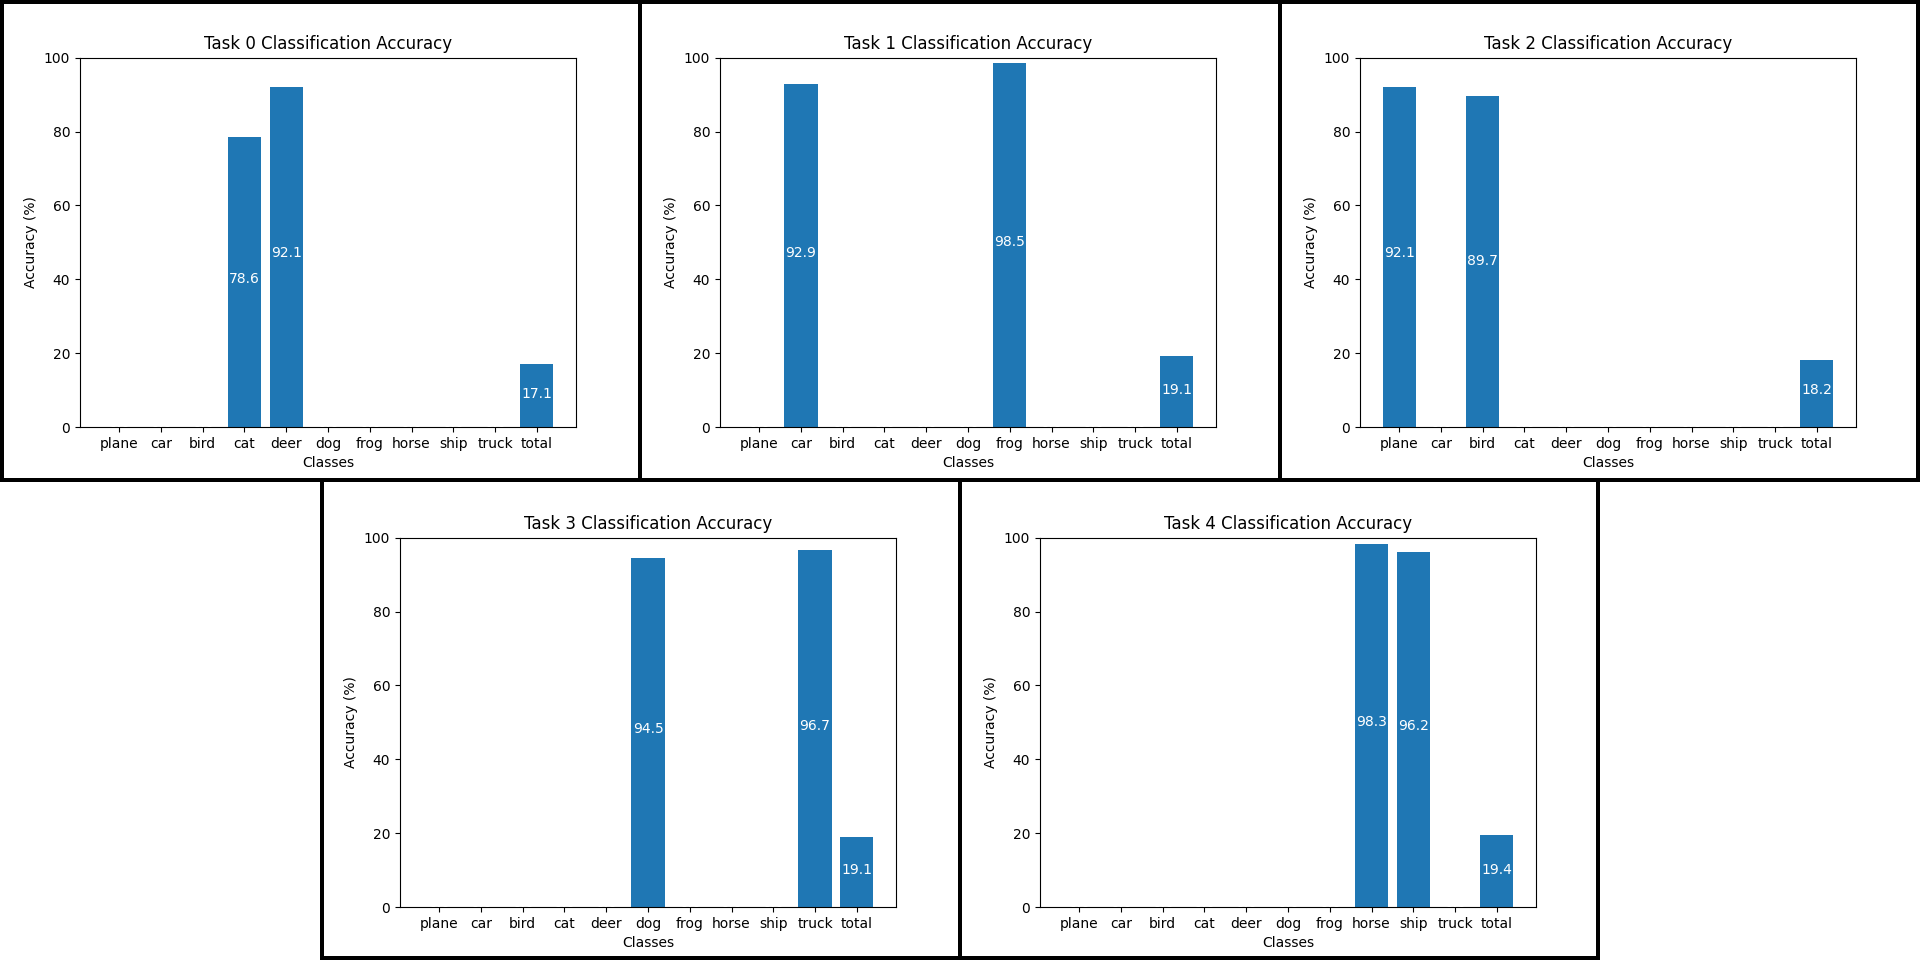 Task 0 Classification Accuracy
100
80
60
40
20
0
Accuracy (%)
78.6
92.1
17.1
plane car bird cat deer dog frog horse ship truck total
Classes
Task 1 Classification Accuracy
100
80
60
40
20
0
Accuracy (%)
92.9
98.5
19.1
plane car bird cat deer dog frog horse ship truck total
Classes
Task 2 Classification Accuracy
100
80
60
40
20
0
Accuracy (%)
92.1
89.7
18.2
plane car bird cat deer dog frog horse ship truck total
Classes
Task 3 Classification Accuracy
100
80
60
40
20
0
Accuracy (%)
94.5
96.7
19.1
plane car bird cat deer dog frog horse ship truck total
Classes
Task 4 Classification Accuracy
100
80
60
40
20
0
Accuracy (%)
98.3
96.2
19.4
plane car bird cat deer dog frog horse ship truck total
Classes